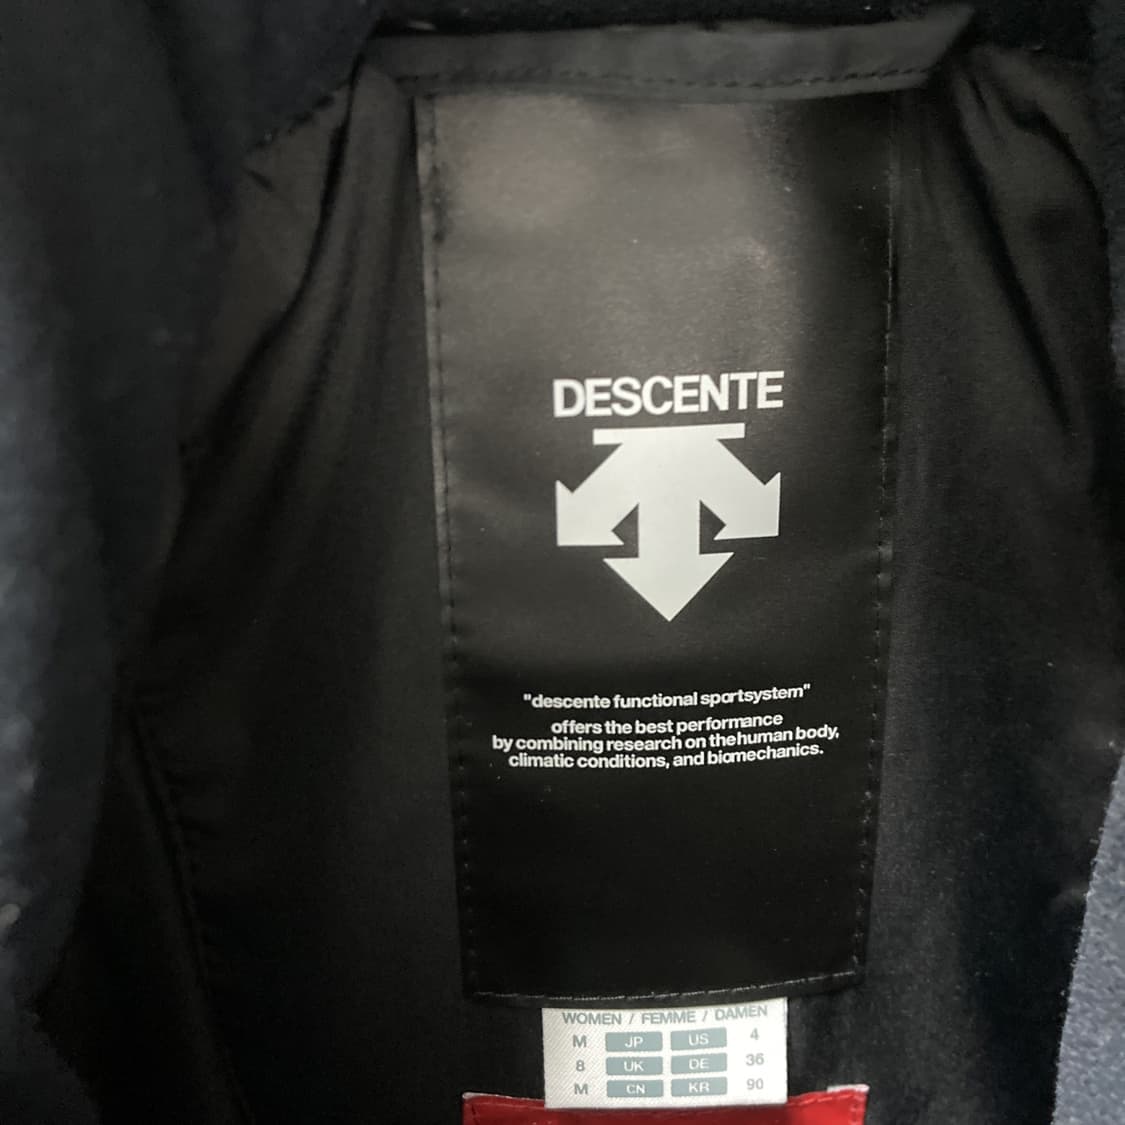 DESCENTE
"descente functional sportsystem"
offers the best performance
by combining research on the human body,
climatic conditions, and biomechanics.
WOMEN / FEMME / DAMEN
M JP US 4
8 UK DE 36
M CN KR 90